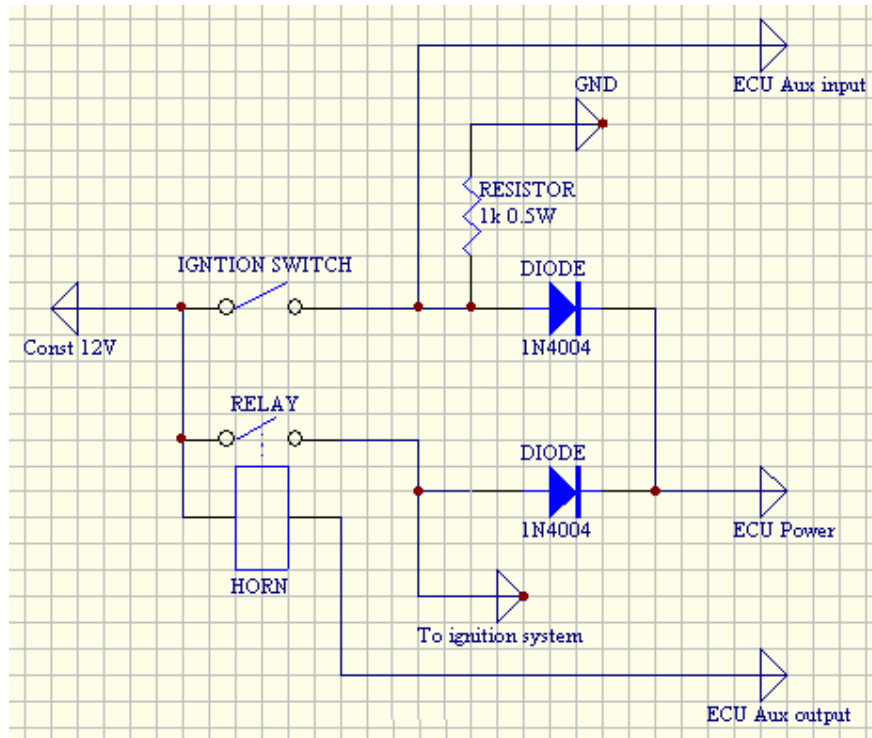 ECU Aux input
GND
RESISTOR
1k 0.5W
IGNTION SWITCH
DIODE
1N4004
Const 12V
RELAY
DIODE
1N4004
ECU Power
HORN
To ignition system
ECU Aux output